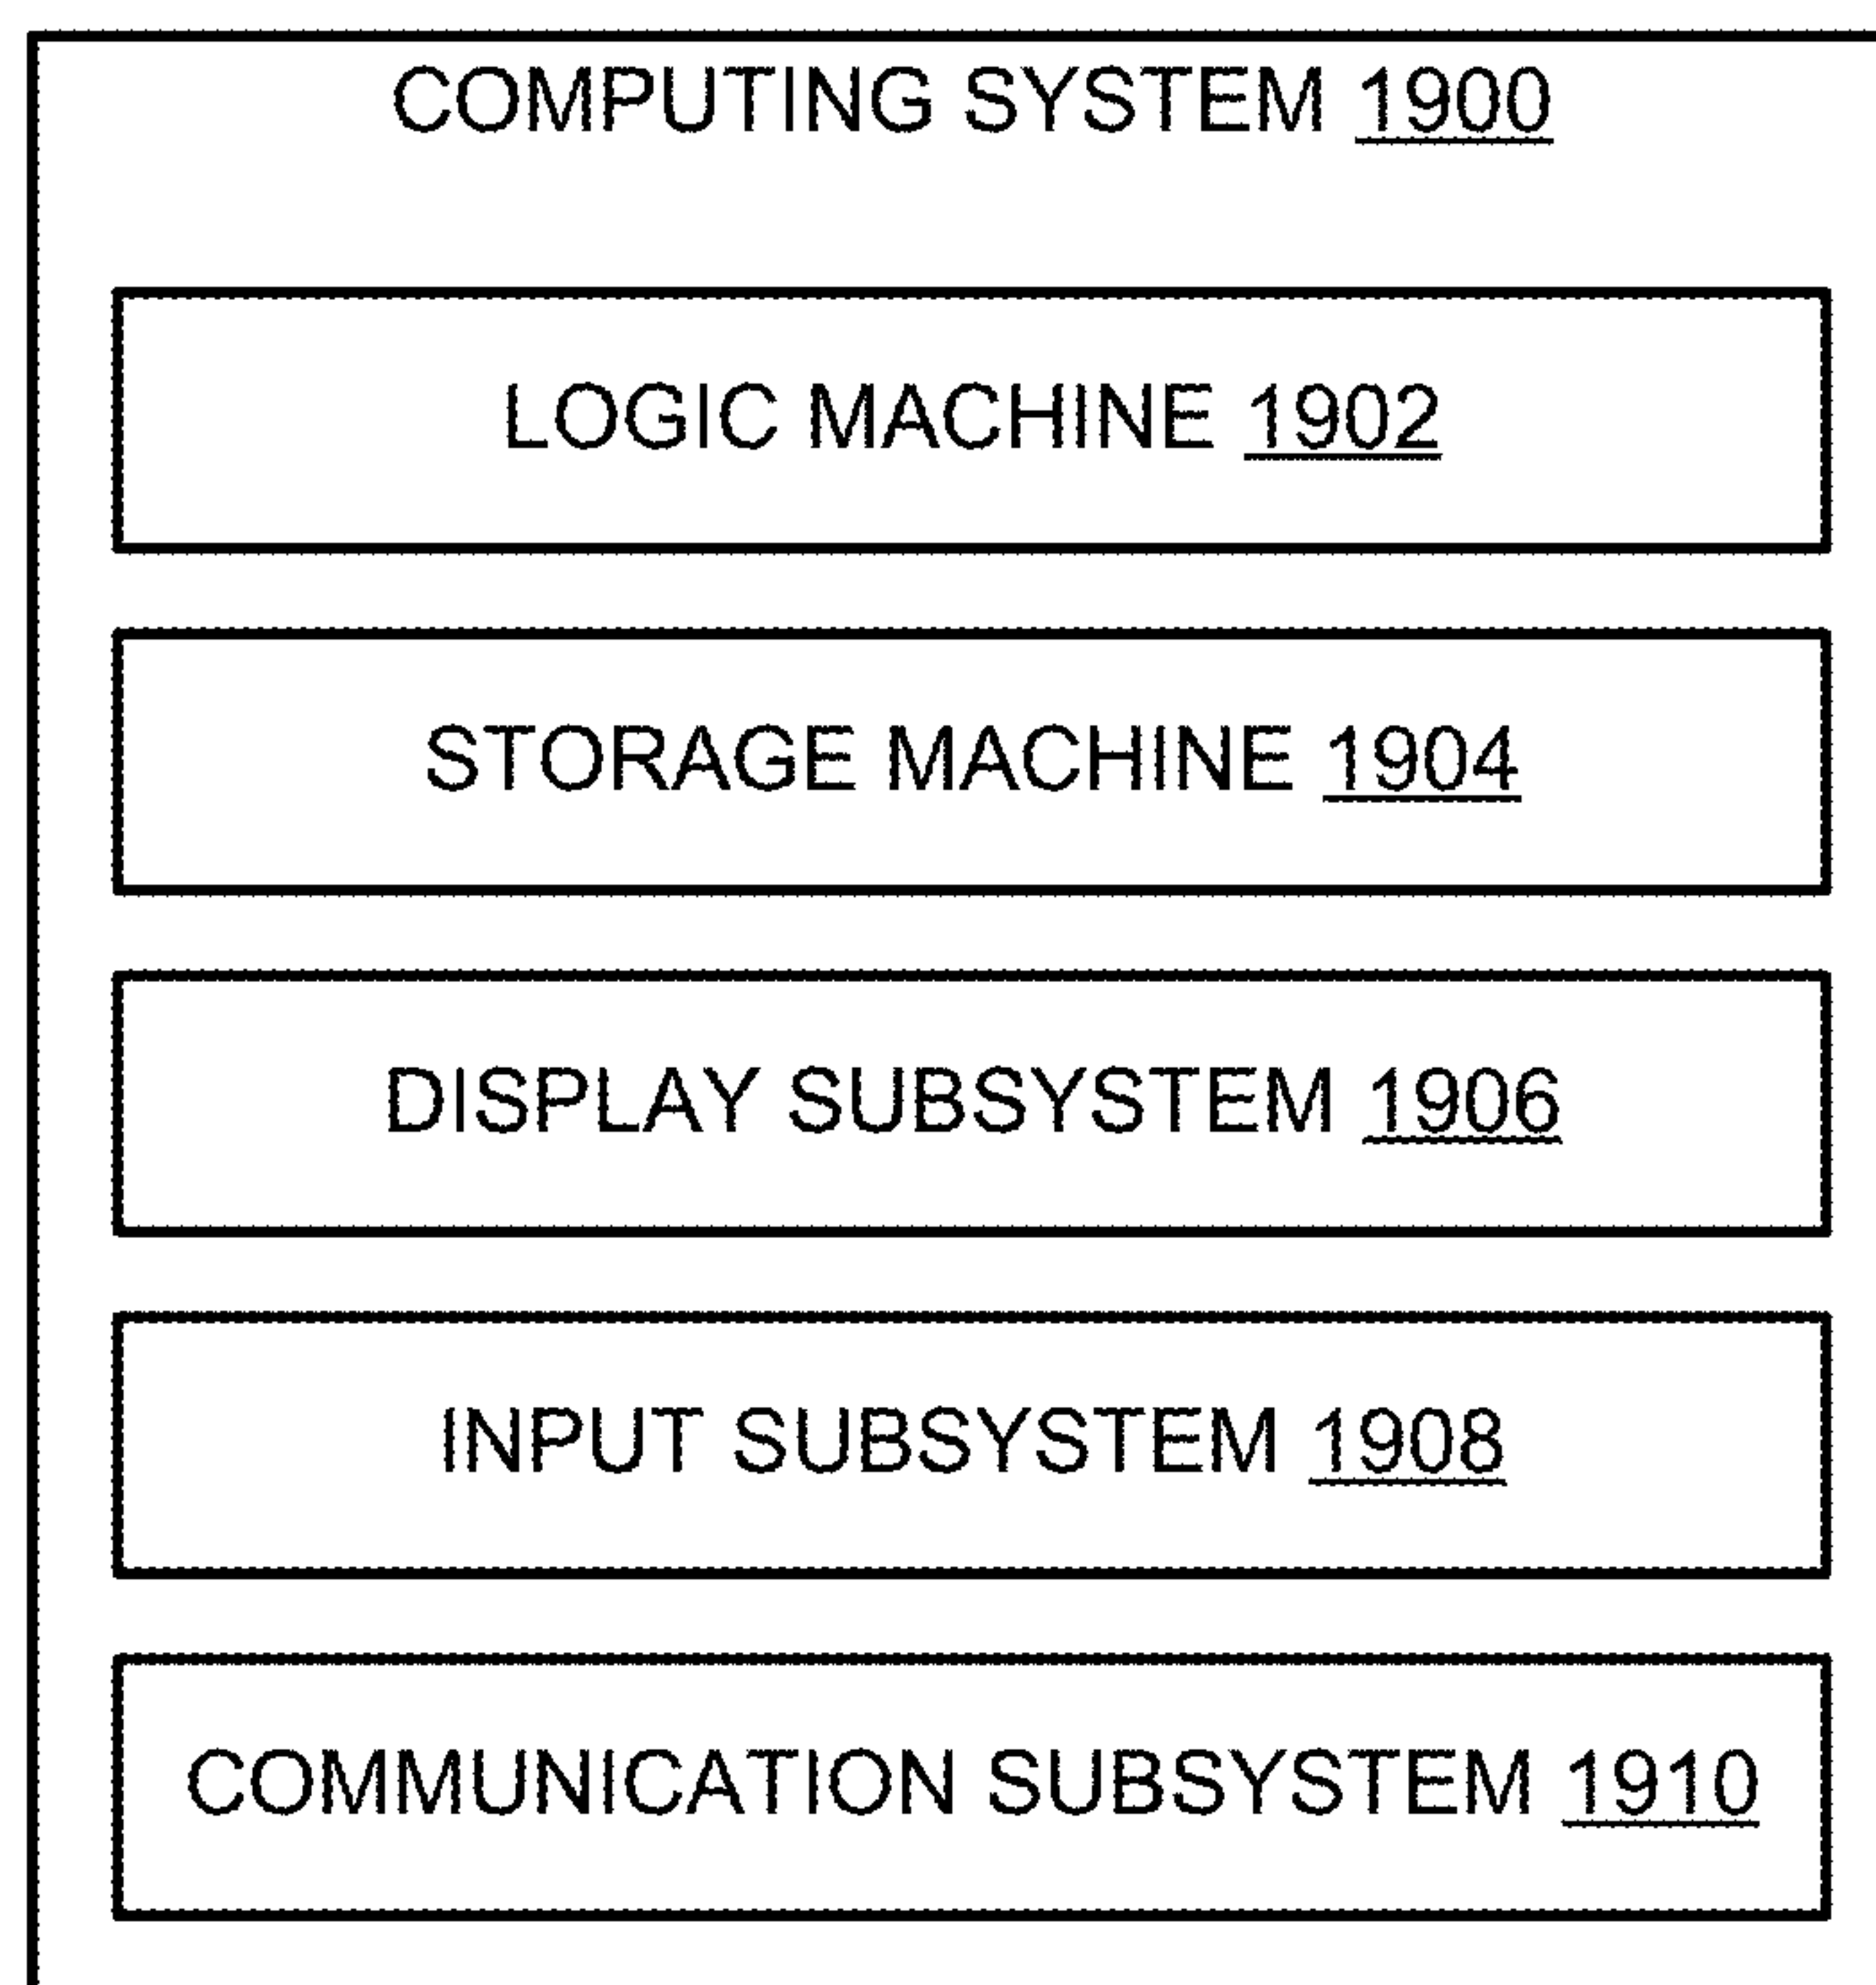 COMPUTING SYSTEM 1900
LOGIC MACHINE 1902
STORAGE MACHINE 1904
DISPLAY SUBSYSTEM 1906
INPUT SUBSYSTEM 1908
COMMUNICATION SUBSYSTEM 1910